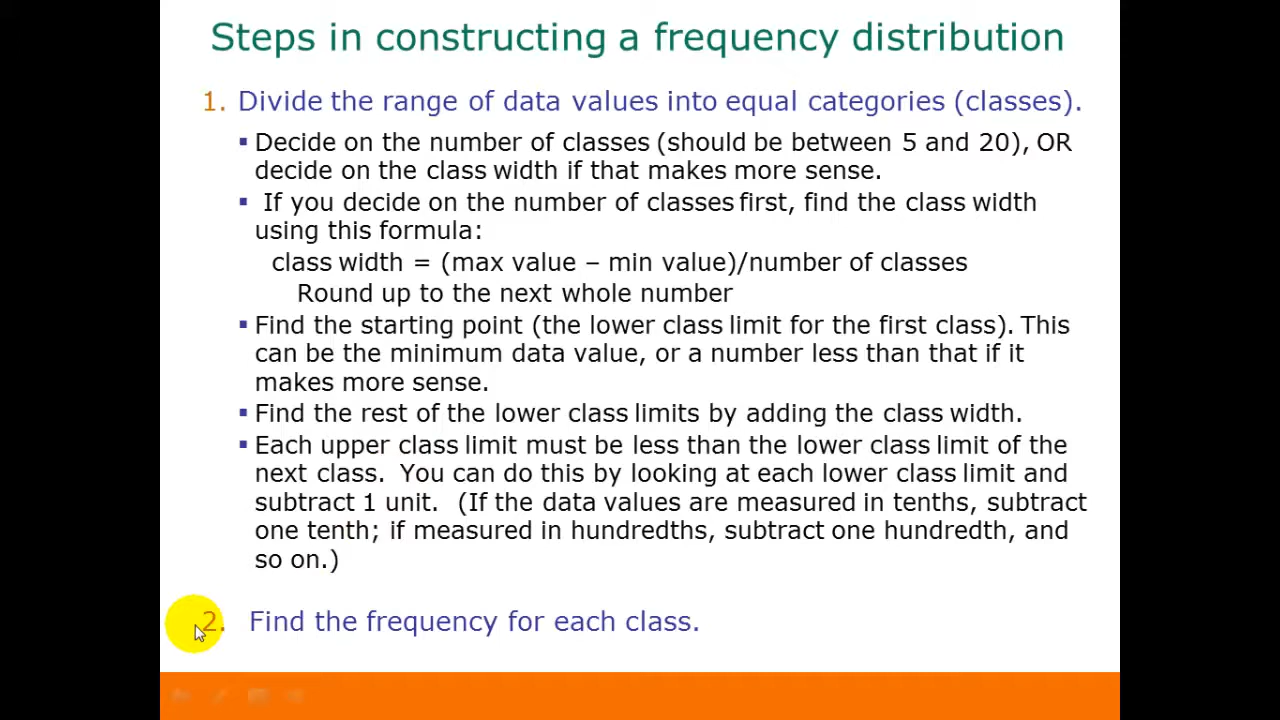 Steps in constructing a frequency distribution
1. Divide the range of data values into equal categories (classes).
▪ Decide on the number of classes (should be between 5 and 20), OR
decide on the class width if that makes more sense.
▪ If you decide on the number of classes first, find the class width
using this formula:
class width = (max value – min value)/number of classes
Round up to the next whole number
▪ Find the starting point (the lower class limit for the first class). This
can be the minimum data value, or a number less than that if it
makes more sense.
▪ Find the rest of the lower class limits by adding the class width.
▪ Each upper class limit must be less than the lower class limit of the
next class. You can do this by looking at each lower class limit and
subtract 1 unit. (If the data values are measured in tenths, subtract
one tenth; if measured in hundredths, subtract one hundredth, and
so on.)
2. Find the frequency for each class.